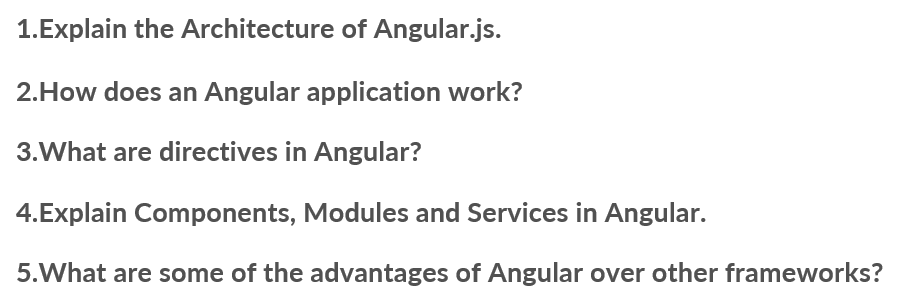 1.Explain the Architecture of Angular.js.
2.How does an Angular application work?
3.What are directives in Angular?
4.Explain Components, Modules and Services in Angular.
5.What are some of the advantages of Angular over other frameworks?